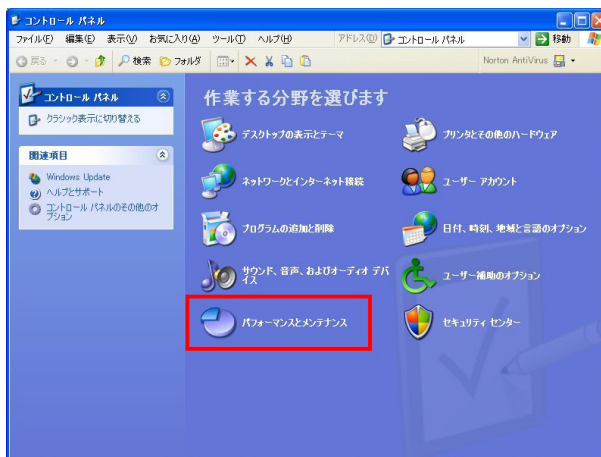 コントロール パネル
ファイル(F) 編集(E) 表示(V) お気に入り(A) ツール(T) ヘルプ(H) アドレス(D) コントロール パネル 移動
戻る 検索 フォルダ Norton AntiVirus
コントロール パネル
クラシック表示に切り替える
関連項目
Windows Update
ヘルプとサポート
コントロール パネルのその他のオ
プション
作業する分野を選びます
デスクトップの表示とテーマ
プリンタとその他のハードウェア
ネットワークとインターネット接続
ユーザー アカウント
プログラムの追加と削除
日付、時刻、地域と言語のオプション
サウンド、音声、およびオーディオ デバ
イス
ユーザー補助のオプション
パフォーマンスとメンテナンス
セキュリティ センター